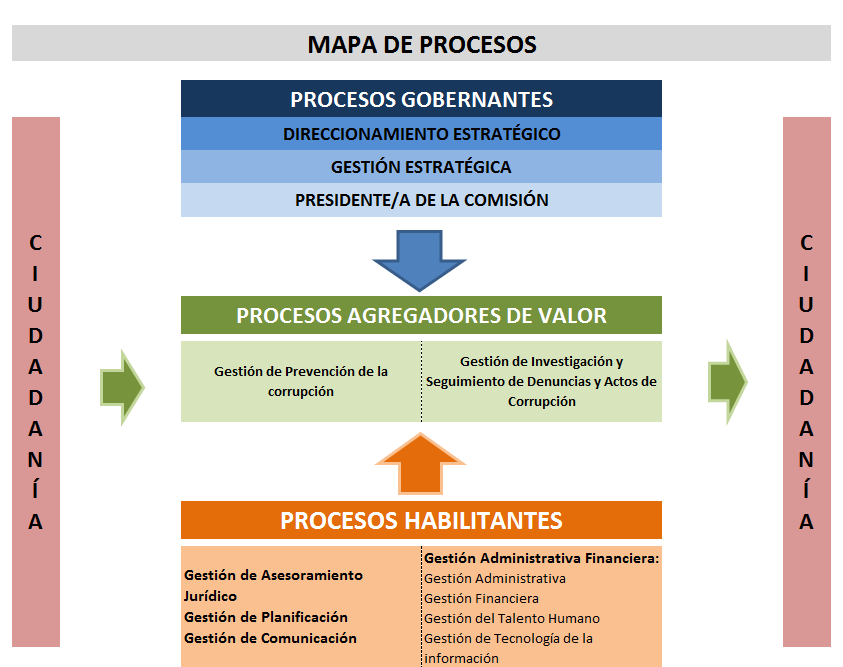 MAPA DE PROCESOS
CIUDADANÍA
PROCESOS GOBERNANTES
DIRECCIONAMIENTO ESTRATÉGICO
GESTIÓN ESTRATÉGICA
PRESIDENTE/A DE LA COMISIÓN
PROCESOS AGREGADORES DE VALOR
Gestión de Prevención de la
corrupción
Gestión de Investigación y
Seguimiento de Denuncias y Actos de
Corrupción
PROCESOS HABILITANTES
Gestión de Asesoramiento
Jurídico
Gestión de Planificación
Gestión de Comunicación
Gestión Administrativa Financiera:
Gestión Administrativa
Gestión Financiera
Gestión del Talento Humano
Gestión de Tecnología de la
información
CIUDADANÍA